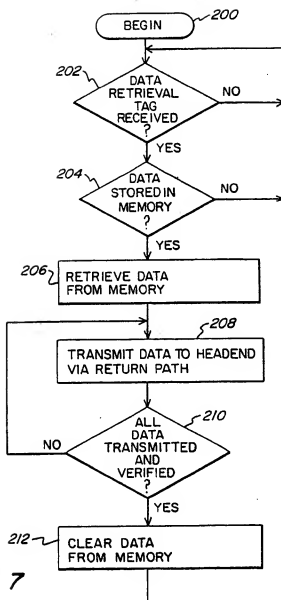 BEGIN
200
202
DATA
RETRIEVAL
TAG
RECEIVED
?
NO
YES
204
DATA
STORED IN
MEMORY
?
NO
YES
206
RETRIEVE DATA
FROM MEMORY
208
TRANSMIT DATA TO HEADEND
VIA RETURN PATH
210
ALL
DATA
TRANSMITTED
AND
VERIFIED
?
NO
YES
212
CLEAR DATA
FROM MEMORY
7